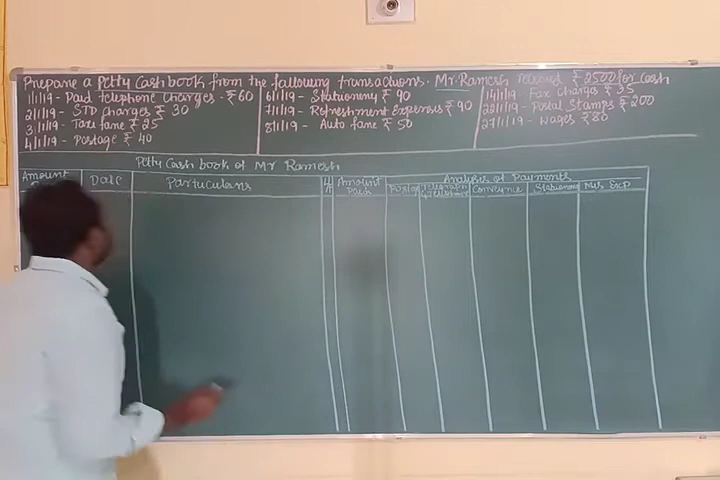 Prepare a Petty Cash book from the following transactions. Mr. Ramesh received ₹ 2500 for Cash
1/1/19 - Paid Telephone Charges - ₹ 60
2/1/19 - STD Charges ₹ 30
3/1/19 - Taxi fare ₹ 25
4/1/19 - Postage ₹ 40
6/1/19 - Stationery ₹ 90
7/1/19 - Refreshment Expenses ₹ 90
8/1/19 - Auto fare ₹ 50
14/1/19 - Fax Charges ₹ 35
22/1/19 - Postal Stamps ₹ 200
27/1/19 - Wages ₹ 80
Petty Cash book of Mr Ramesh
Amount
Date
Particulars
Amount
Paid
Analysis of Payments
Postage
Telegraph
& Telephone
Conveyance
Stationery
Mis. Exp